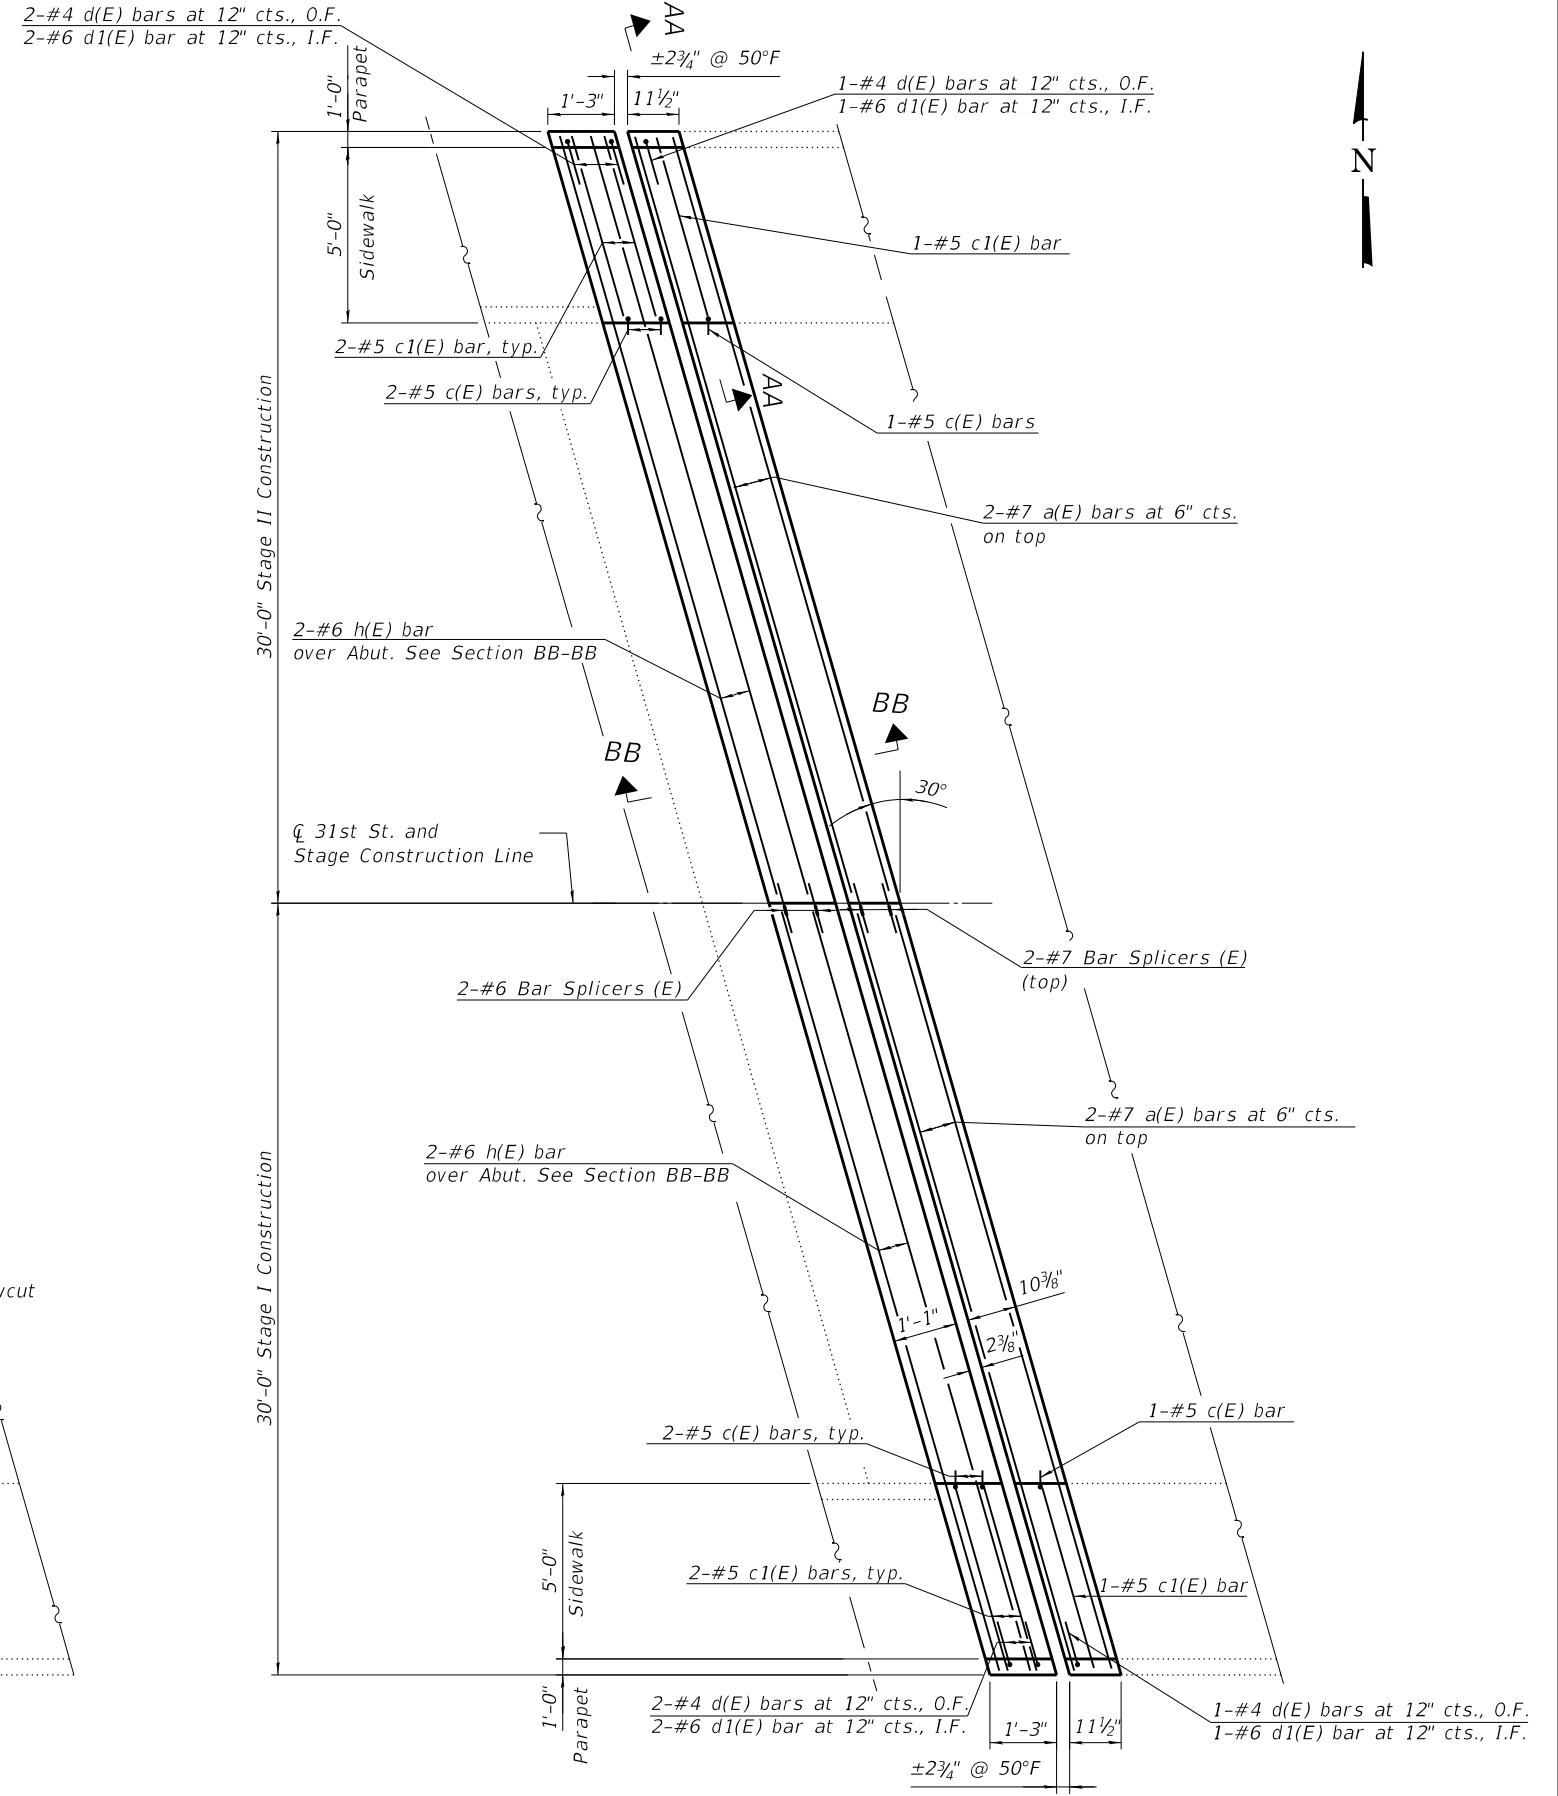 2-#4 d(E) bars at 12" cts., O.F.
2-#6 d1(E) bar at 12" cts., I.F.
AA
±2¾" @ 50°F
1'-0"
Parapet
1'-3"
11½"
1-#4 d(E) bars at 12" cts., O.F.
1-#6 d1(E) bar at 12" cts., I.F.
N
5'-0"
Sidewalk
1-#5 c1(E) bar
2-#5 c1(E) bar, typ.
2-#5 c(E) bars, typ.
AA
1-#5 c(E) bars
30'-0" Stage II Construction
2-#7 a(E) bars at 6" cts.
on top
2-#6 h(E) bar
over Abut. See Section BB-BB
BB
BB
30°
℄ 31st St. and
Stage Construction Line
2-#7 Bar Splicers (E)
(top)
2-#6 Bar Splicers (E)
2-#7 a(E) bars at 6" cts.
on top
2-#6 h(E) bar
over Abut. See Section BB-BB
30'-0" Stage I Construction
10⅜"
1'-1"
2⅜"
1-#5 c(E) bar
2-#5 c(E) bars, typ.
5'-0"
Sidewalk
2-#5 c1(E) bars, typ.
1-#5 c1(E) bar
1'-0"
Parapet
2-#4 d(E) bars at 12" cts., O.F.
2-#6 d1(E) bar at 12" cts., I.F.
1'-3"
11½"
1-#4 d(E) bars at 12" cts., O.F.
1-#6 d1(E) bar at 12" cts., I.F.
±2¾" @ 50°F